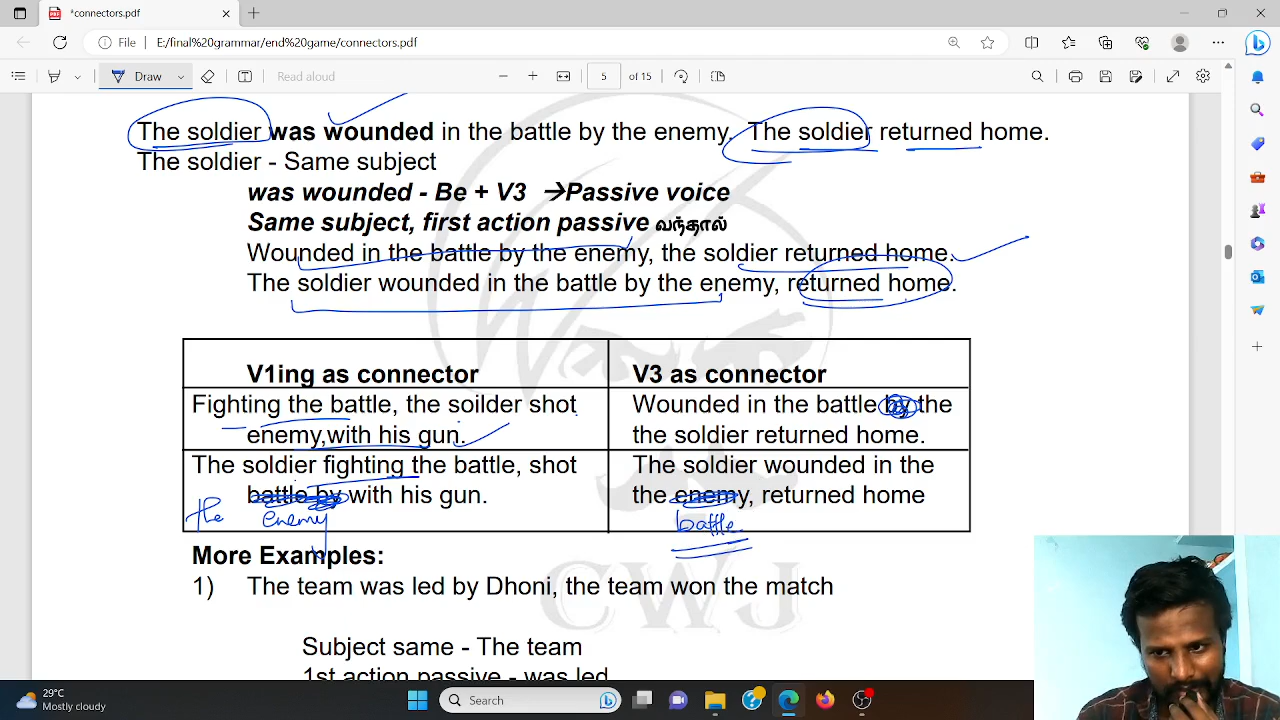 *connectors.pdf
File E:/final%20grammar/end%20game/connectors.pdf
Draw Read aloud 5 of 15
The soldier was wounded in the battle by the enemy. The soldier returned home.
The soldier - Same subject
was wounded - Be + V3 →Passive voice
Same subject, first action passive வந்தால்
Wounded in the battle by the enemy, the soldier returned home.
The soldier wounded in the battle by the enemy, returned home.
V1ing as connector V3 as connector
Fighting the battle, the soilder shot Wounded in the battle by the
enemy,with his gun. the soldier returned home.
The soldier fighting the battle, shot The soldier wounded in the
battle by with his gun. the enemy, returned home
the enemy battle
More Examples:
1) The team was led by Dhoni, the team won the match
Subject same - The team
1st action passive - was led
CWJ
29°C
Mostly cloudy
Search